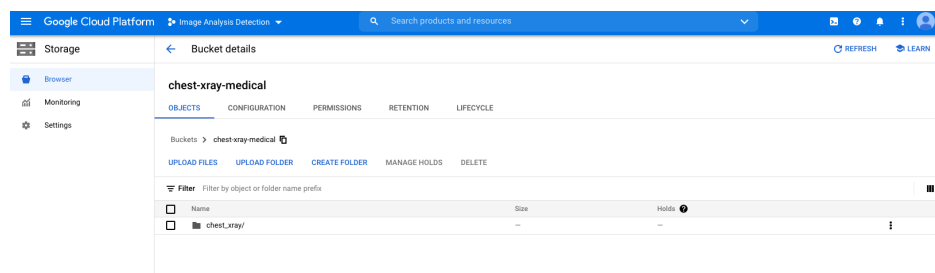 Google Cloud Platform Image Analysis Detection Search products and resources
Storage Bucket details REFRESH LEARN
Browser
Monitoring
Settings
chest-xray-medical
OBJECTS CONFIGURATION PERMISSIONS RETENTION LIFECYCLE
Buckets > chest-xray-medical
UPLOAD FILES UPLOAD FOLDER CREATE FOLDER MANAGE HOLDS DELETE
Filter Filter by object or folder name prefix
Name Size Holds ?
chest_xray/ — —